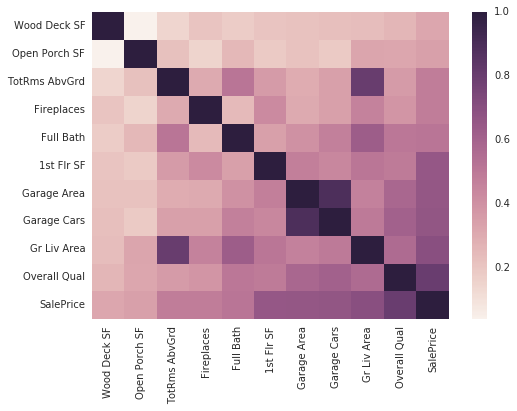 Wood Deck SF
Open Porch SF
TotRms AbvGrd
Fireplaces
Full Bath
1st Flr SF
Garage Area
Garage Cars
Gr Liv Area
Overall Qual
SalePrice
Wood Deck SF
Open Porch SF
TotRms AbvGrd
Fireplaces
Full Bath
1st Flr SF
Garage Area
Garage Cars
Gr Liv Area
Overall Qual
SalePrice
1.0
0.8
0.6
0.4
0.2